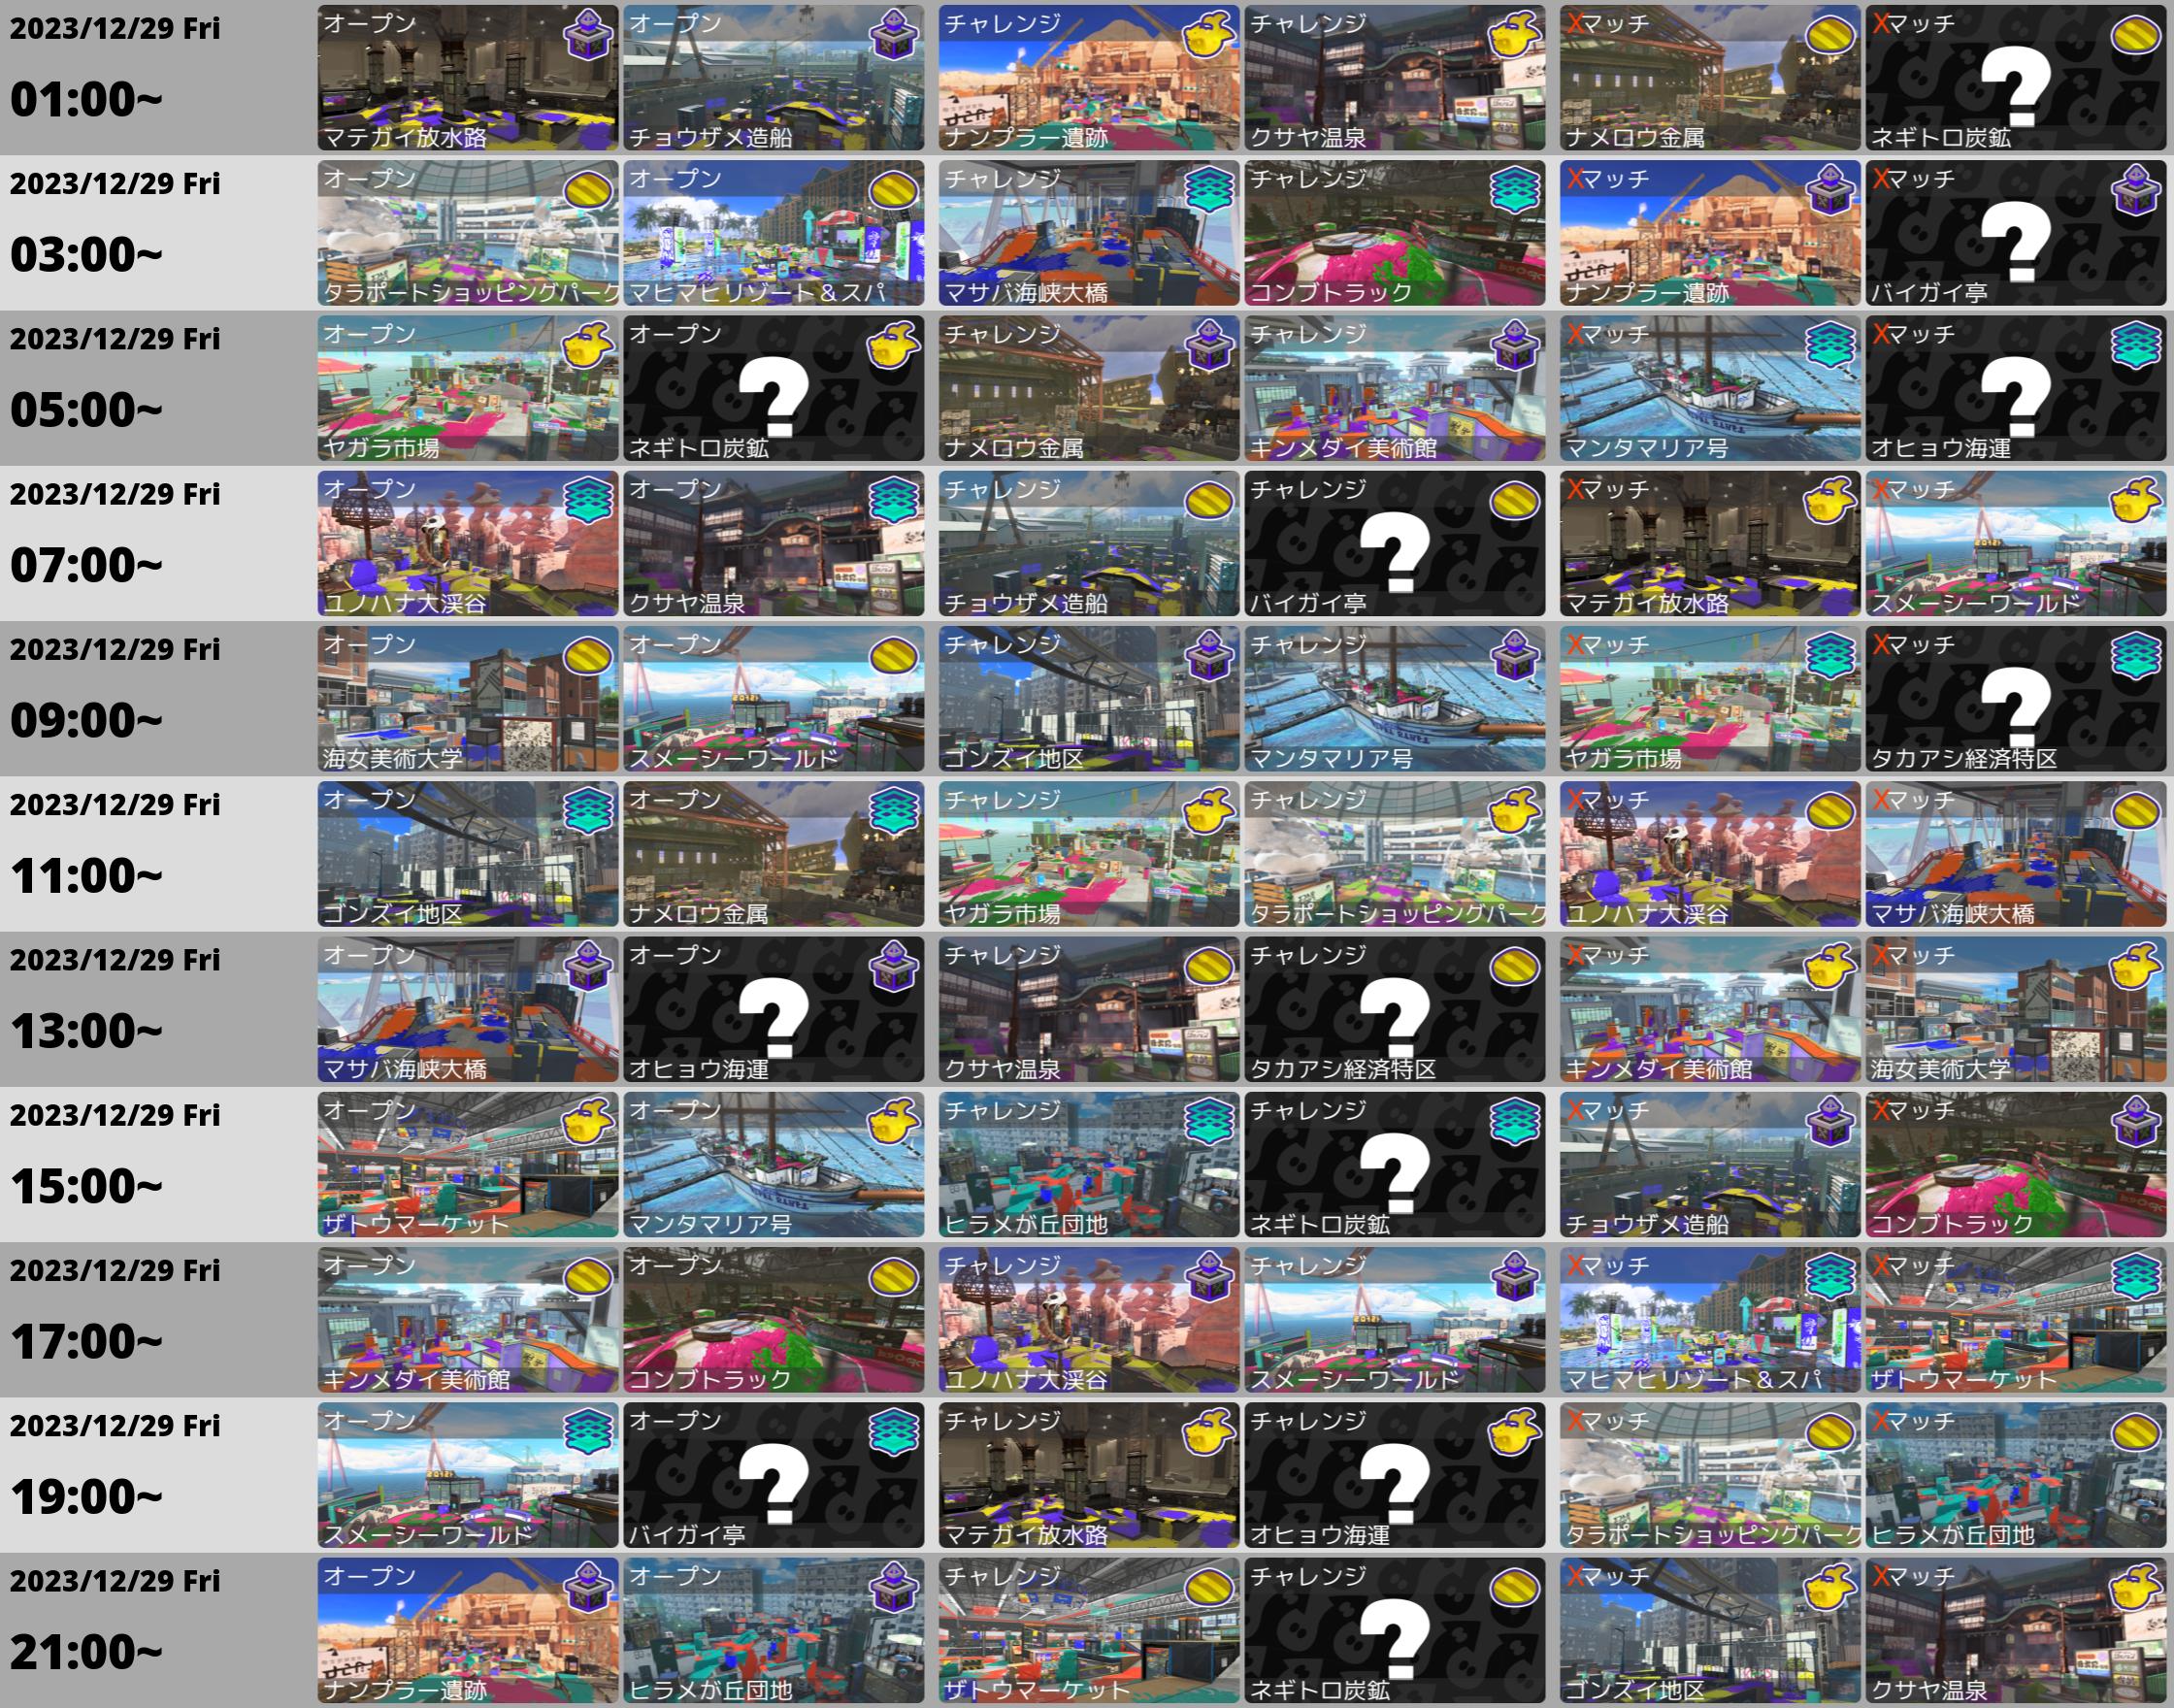 2023/12/29 Fri
01:00~
オープン
マテガイ放水路
オープン
チョウザメ造船
チャレンジ
ナンプラー遺跡
チャレンジ
クサヤ温泉
Xマッチ
ナメロウ金属
Xマッチ
?
ネギトロ炭鉱
2023/12/29 Fri
03:00~
オープン
タラポートショッピングパーク
オープン
マヒマヒリゾート&スパ
チャレンジ
マサバ海峡大橋
チャレンジ
コンブトラック
Xマッチ
ナンプラー遺跡
Xマッチ
?
バイガイ亭
2023/12/29 Fri
05:00~
オープン
ヤガラ市場
オープン
?
ネギトロ炭鉱
チャレンジ
ナメロウ金属
チャレンジ
キンメダイ美術館
Xマッチ
マンタマリア号
Xマッチ
?
オヒョウ海運
2023/12/29 Fri
07:00~
オープン
ユノハナ大渓谷
オープン
クサヤ温泉
チャレンジ
チョウザメ造船
チャレンジ
?
バイガイ亭
Xマッチ
マテガイ放水路
Xマッチ
スメーシーワールド
2023/12/29 Fri
09:00~
オープン
海女美術大学
オープン
スメーシーワールド
チャレンジ
ゴンズイ地区
チャレンジ
マンタマリア号
Xマッチ
ヤガラ市場
Xマッチ
?
タカアシ経済特区
2023/12/29 Fri
11:00~
オープン
ゴンズイ地区
オープン
ナメロウ金属
チャレンジ
ヤガラ市場
チャレンジ
タラポートショッピングパーク
Xマッチ
ユノハナ大渓谷
Xマッチ
マサバ海峡大橋
2023/12/29 Fri
13:00~
オープン
マサバ海峡大橋
オープン
?
オヒョウ海運
チャレンジ
クサヤ温泉
チャレンジ
?
タカアシ経済特区
Xマッチ
キンメダイ美術館
Xマッチ
海女美術大学
2023/12/29 Fri
15:00~
オープン
ザトウマーケット
オープン
マンタマリア号
チャレンジ
ヒラメが丘団地
チャレンジ
?
ネギトロ炭鉱
Xマッチ
チョウザメ造船
Xマッチ
コンブトラック
2023/12/29 Fri
17:00~
オープン
キンメダイ美術館
オープン
コンブトラック
チャレンジ
ユノハナ大渓谷
チャレンジ
スメーシーワールド
Xマッチ
マヒマヒリゾート&スパ
Xマッチ
ザトウマーケット
2023/12/29 Fri
19:00~
オープン
スメーシーワールド
オープン
?
バイガイ亭
チャレンジ
マテガイ放水路
チャレンジ
?
オヒョウ海運
Xマッチ
タラポートショッピングパーク
Xマッチ
ヒラメが丘団地
2023/12/29 Fri
21:00~
オープン
ナンプラー遺跡
オープン
ヒラメが丘団地
チャレンジ
ザトウマーケット
チャレンジ
?
ネギトロ炭鉱
Xマッチ
ゴンズイ地区
Xマッチ
クサヤ温泉